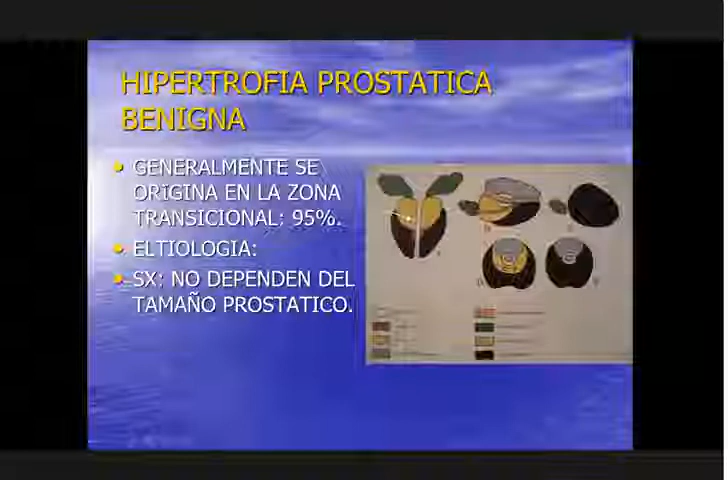 HIPERTROFIA PROSTATICA
BENIGNA
GENERALMENTE SE
ORIGINA EN LA ZONA
TRANSICIONAL: 95%.
ELTIOLOGIA:
SX: NO DEPENDEN DEL
TAMAÑO PROSTATICO.